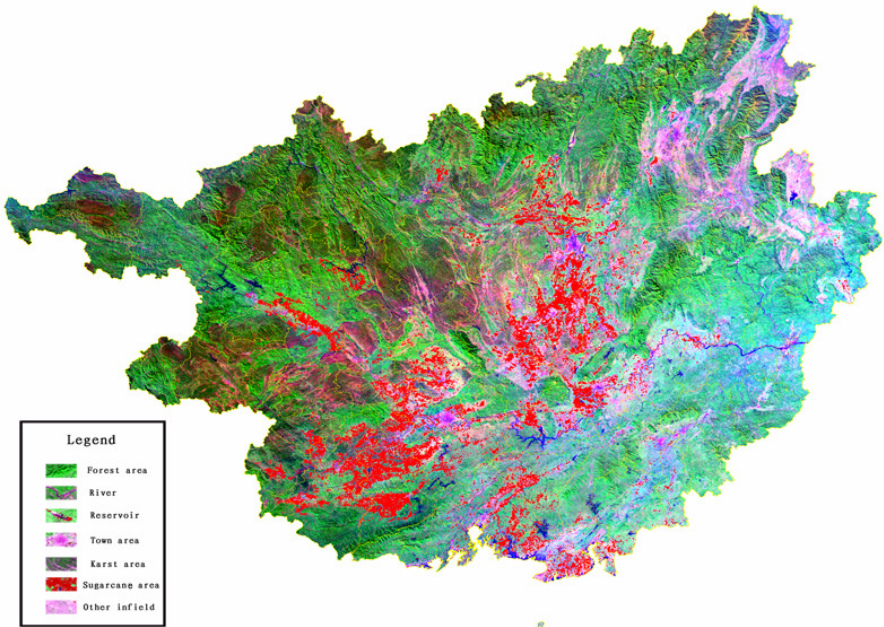 Legend
Forest area
River
Reservoir
Town area
Karst area
Sugarcane area
Other infield